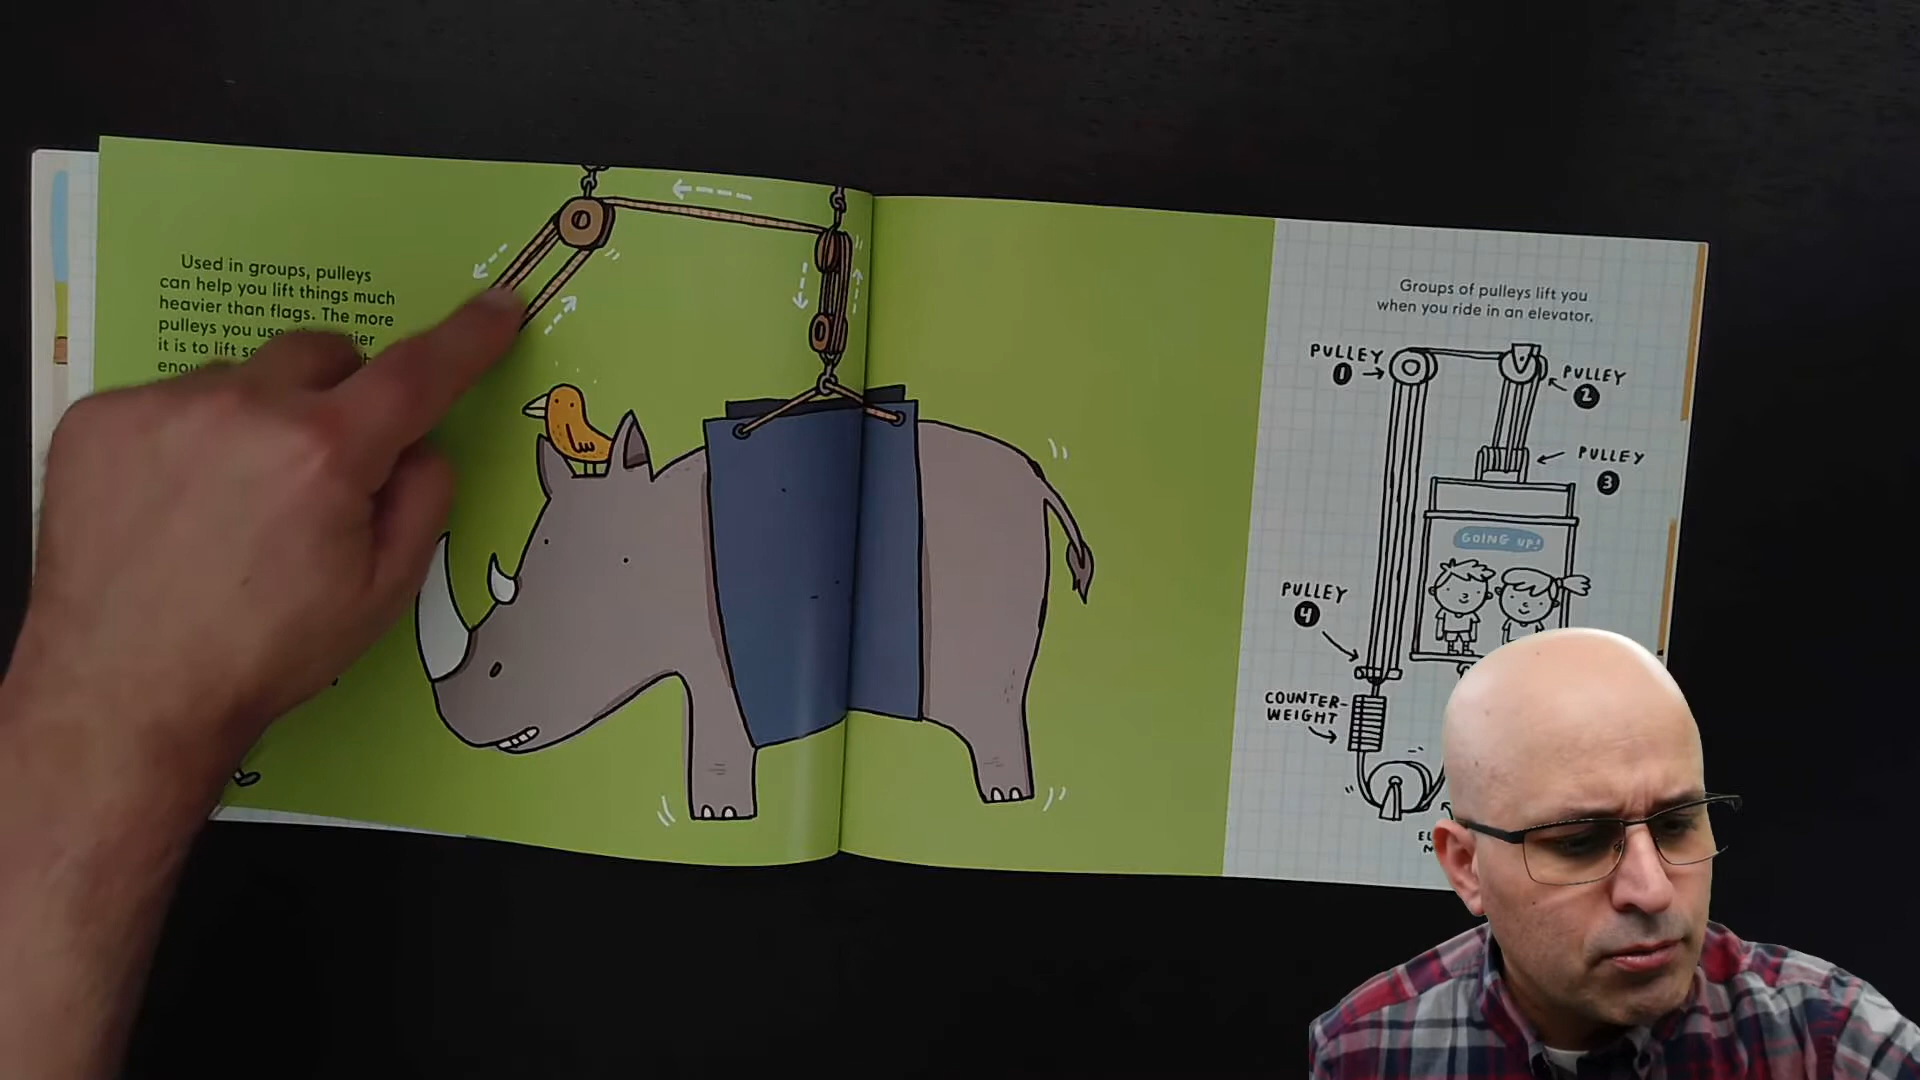 Used in groups, pulleys
can help you lift things much
heavier than flags. The more
pulleys you use
it is to lift
Groups of pulleys lift you
when you ride in an elevator.
PULLEY
1
PULLEY
2
PULLEY
3
GOING UP!
PULLEY
4
COUNTER-
WEIGHT